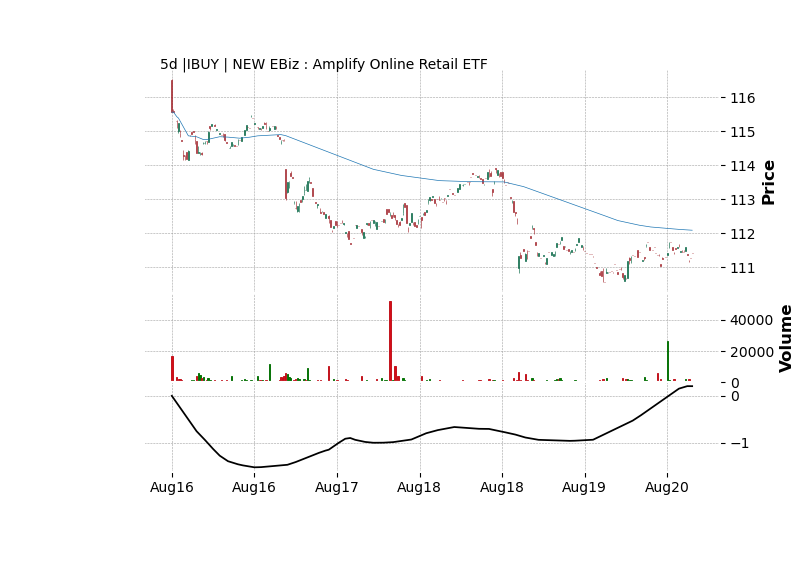 5d |IBUY | NEW EBiz : Amplify Online Retail ETF
116
115
114
113
112
111
Price
40000
20000
0
Volume
0
−1
Aug16 Aug16 Aug17 Aug18 Aug18 Aug19 Aug20